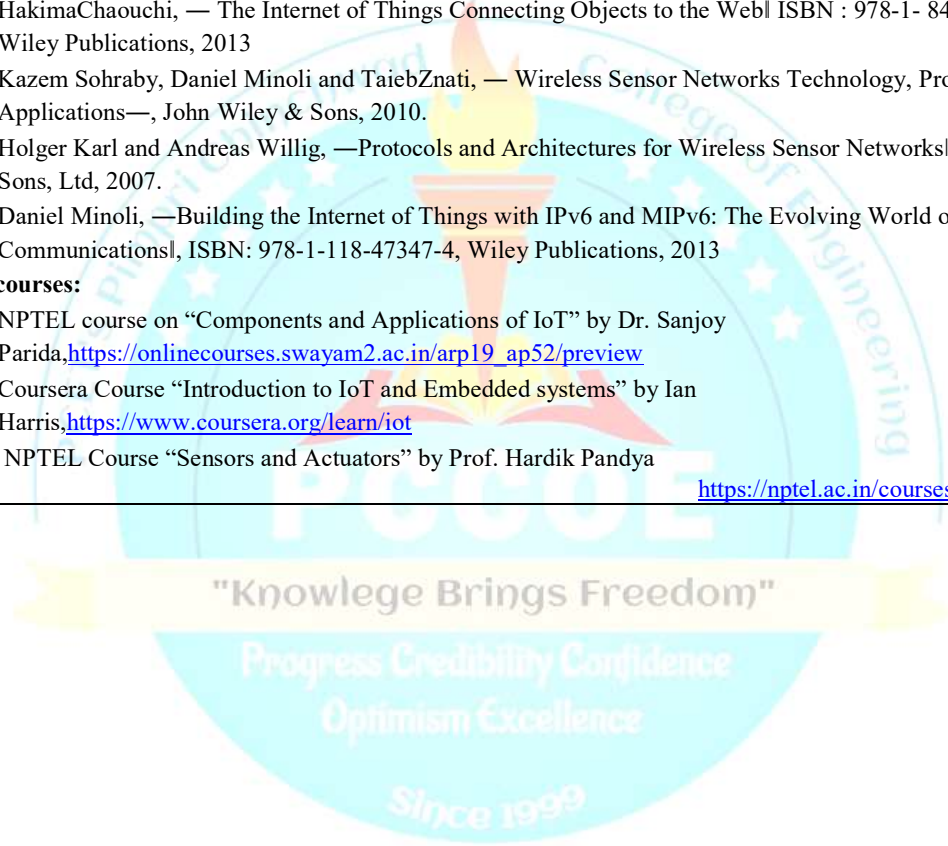 HakimaChaouchi, ― The Internet of Things Connecting Objects to the Web‖ ISBN : 978-1- 84
Wiley Publications, 2013
Kazem Sohraby, Daniel Minoli and TaiebZnati, ― Wireless Sensor Networks Technology, Pro
Applications―, John Wiley & Sons, 2010.
Holger Karl and Andreas Willig, ―Protocols and Architectures for Wireless Sensor Networks‖
Sons, Ltd, 2007.
Daniel Minoli, ―Building the Internet of Things with IPv6 and MIPv6: The Evolving World o
Communications‖, ISBN: 978-1-118-47347-4, Wiley Publications, 2013
courses:
NPTEL course on “Components and Applications of IoT” by Dr. Sanjoy
Parida,https://onlinecourses.swayam2.ac.in/arp19_ap52/preview
Coursera Course “Introduction to IoT and Embedded systems” by Ian
Harris,https://www.coursera.org/learn/iot
NPTEL Course “Sensors and Actuators” by Prof. Hardik Pandya
https://nptel.ac.in/courses
Pimpri Chinchwad College of Engineering
PCCOE
"Knowlege Brings Freedom"
Progress Credibility Confidence
Optimism Excellence
Since 1999